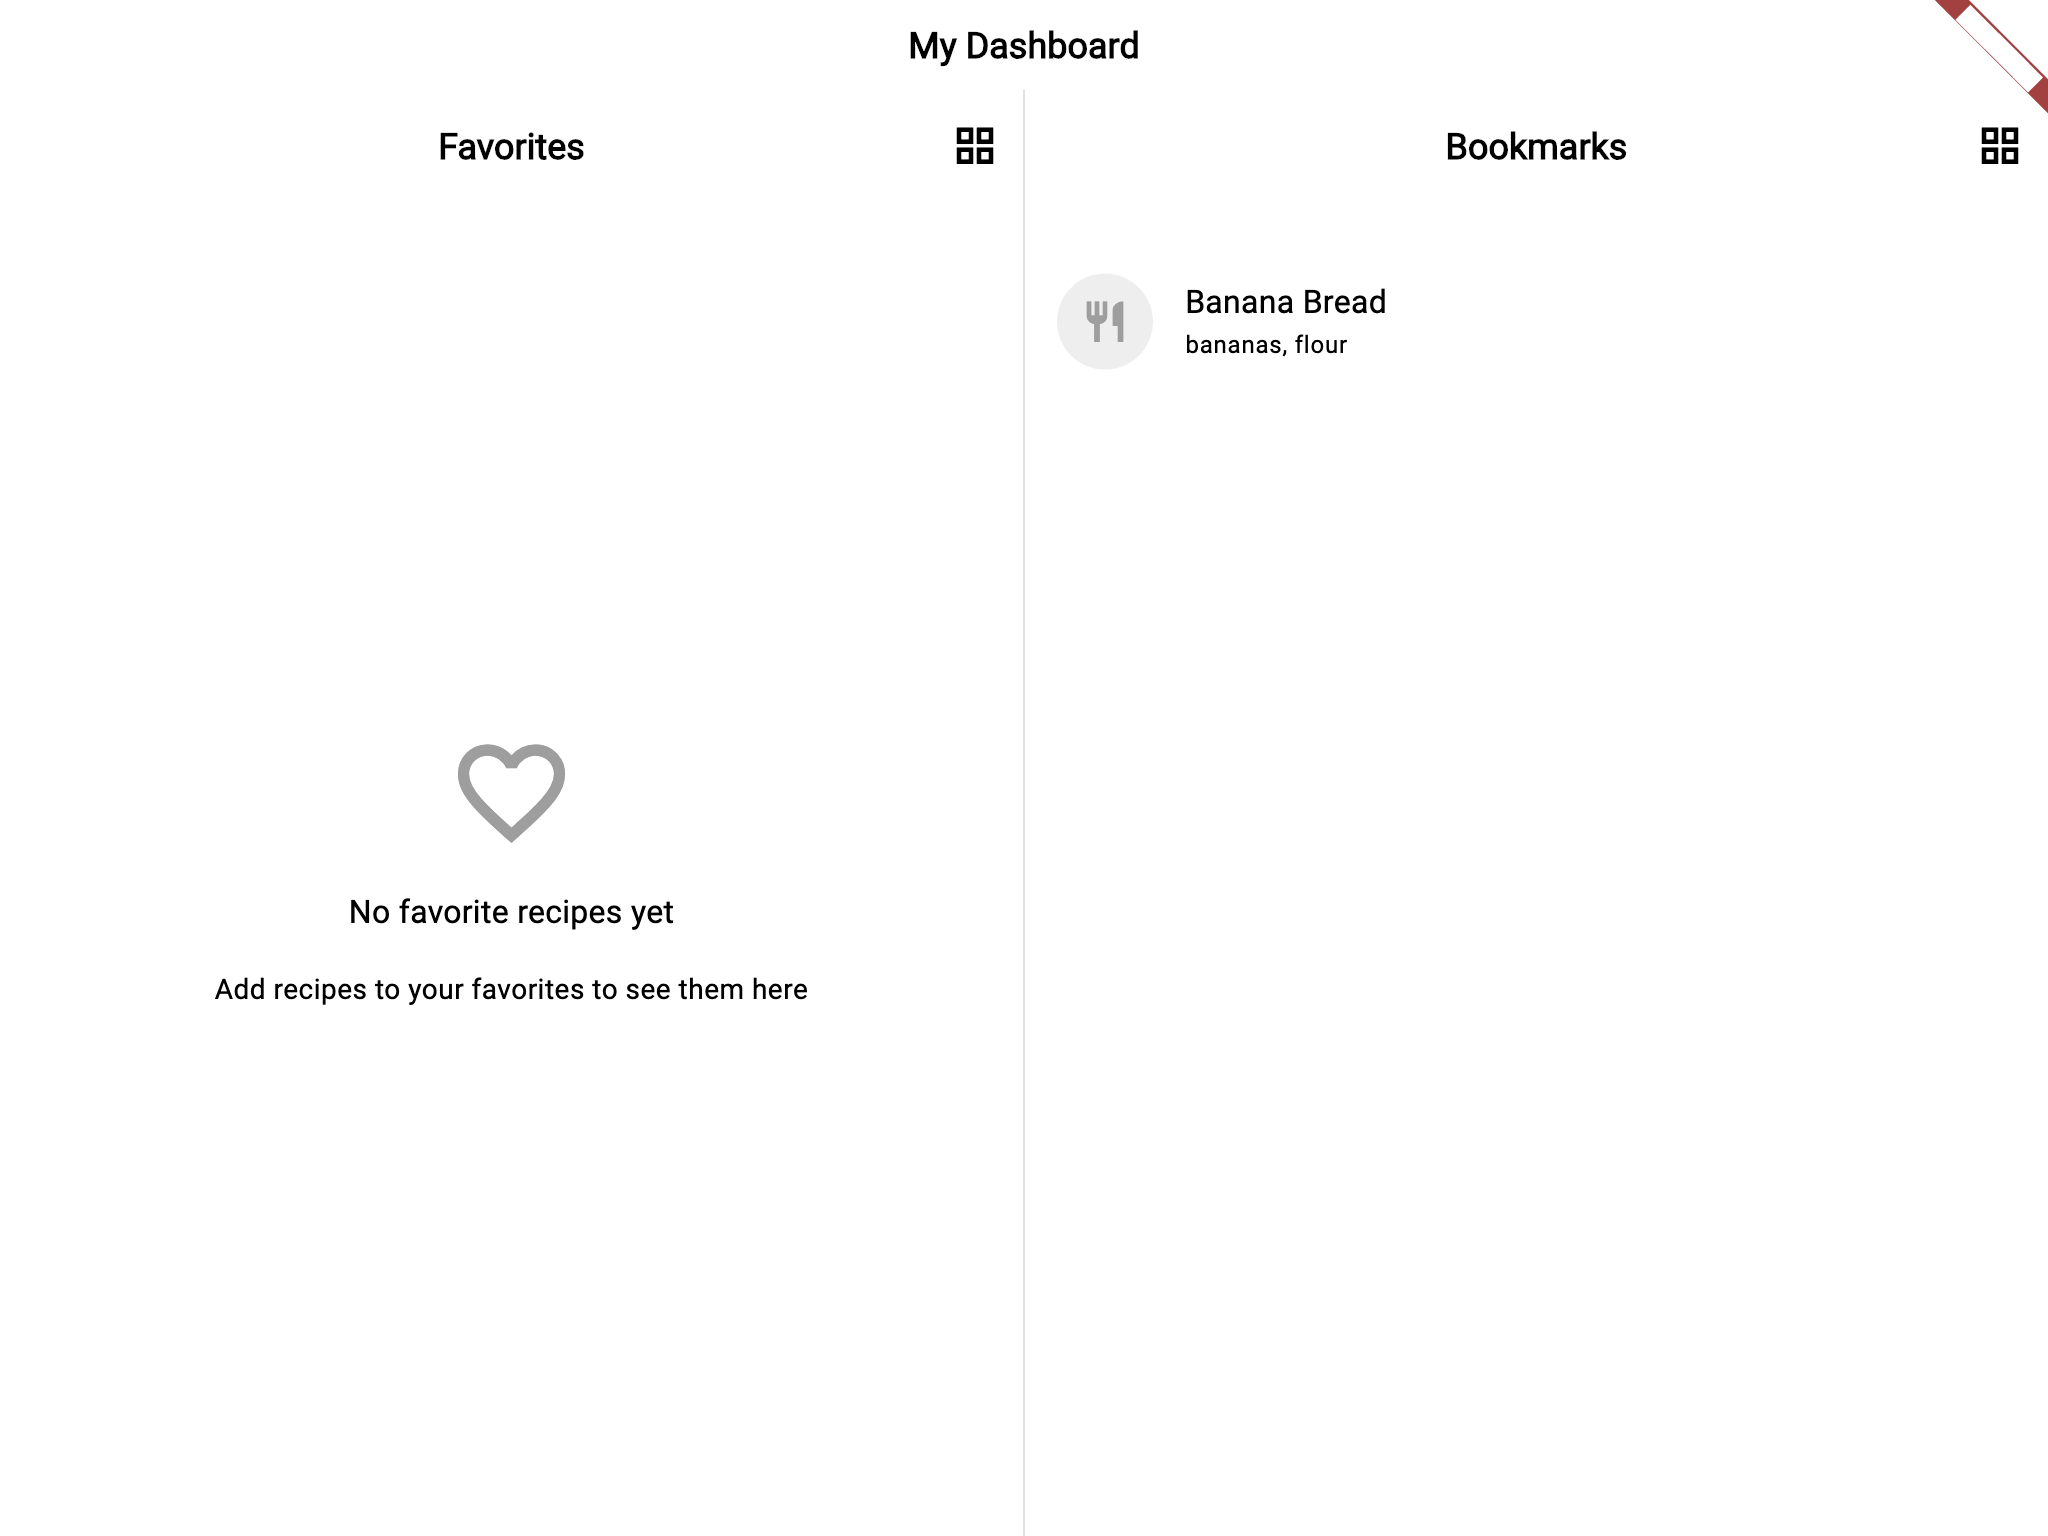 My Dashboard
Favorites
No favorite recipes yet
Add recipes to your favorites to see them here
Bookmarks
Banana Bread
bananas, flour